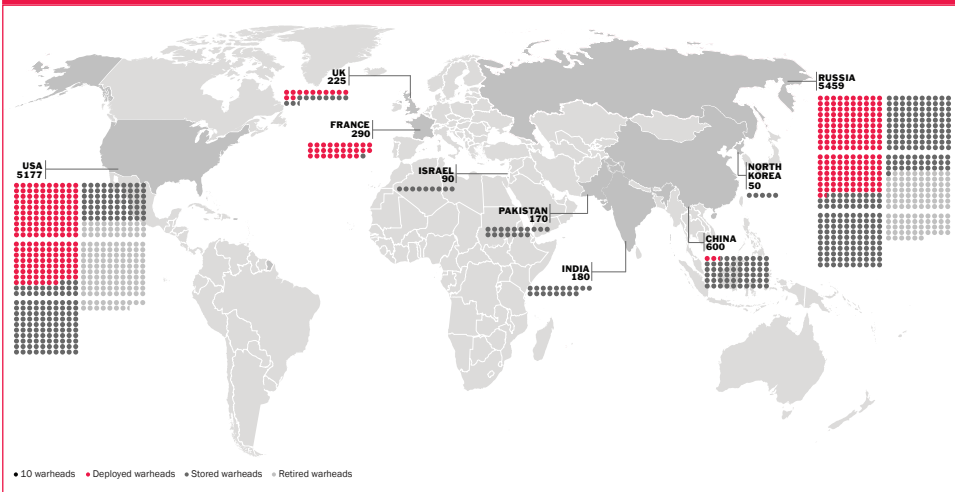 UK
225
FRANCE
290
USA
5177
ISRAEL
90
PAKISTAN
170
INDIA
180
RUSSIA
5459
NORTH
KOREA
50
CHINA
600
10 warheads Deployed warheads Stored warheads Retired warheads